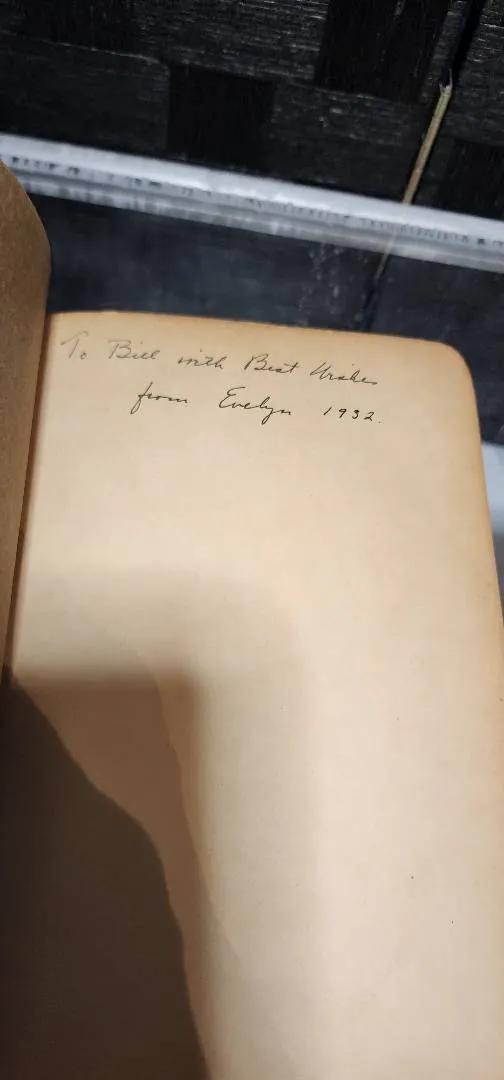 To Bill with Best Wishes
from Evelyn 1932.